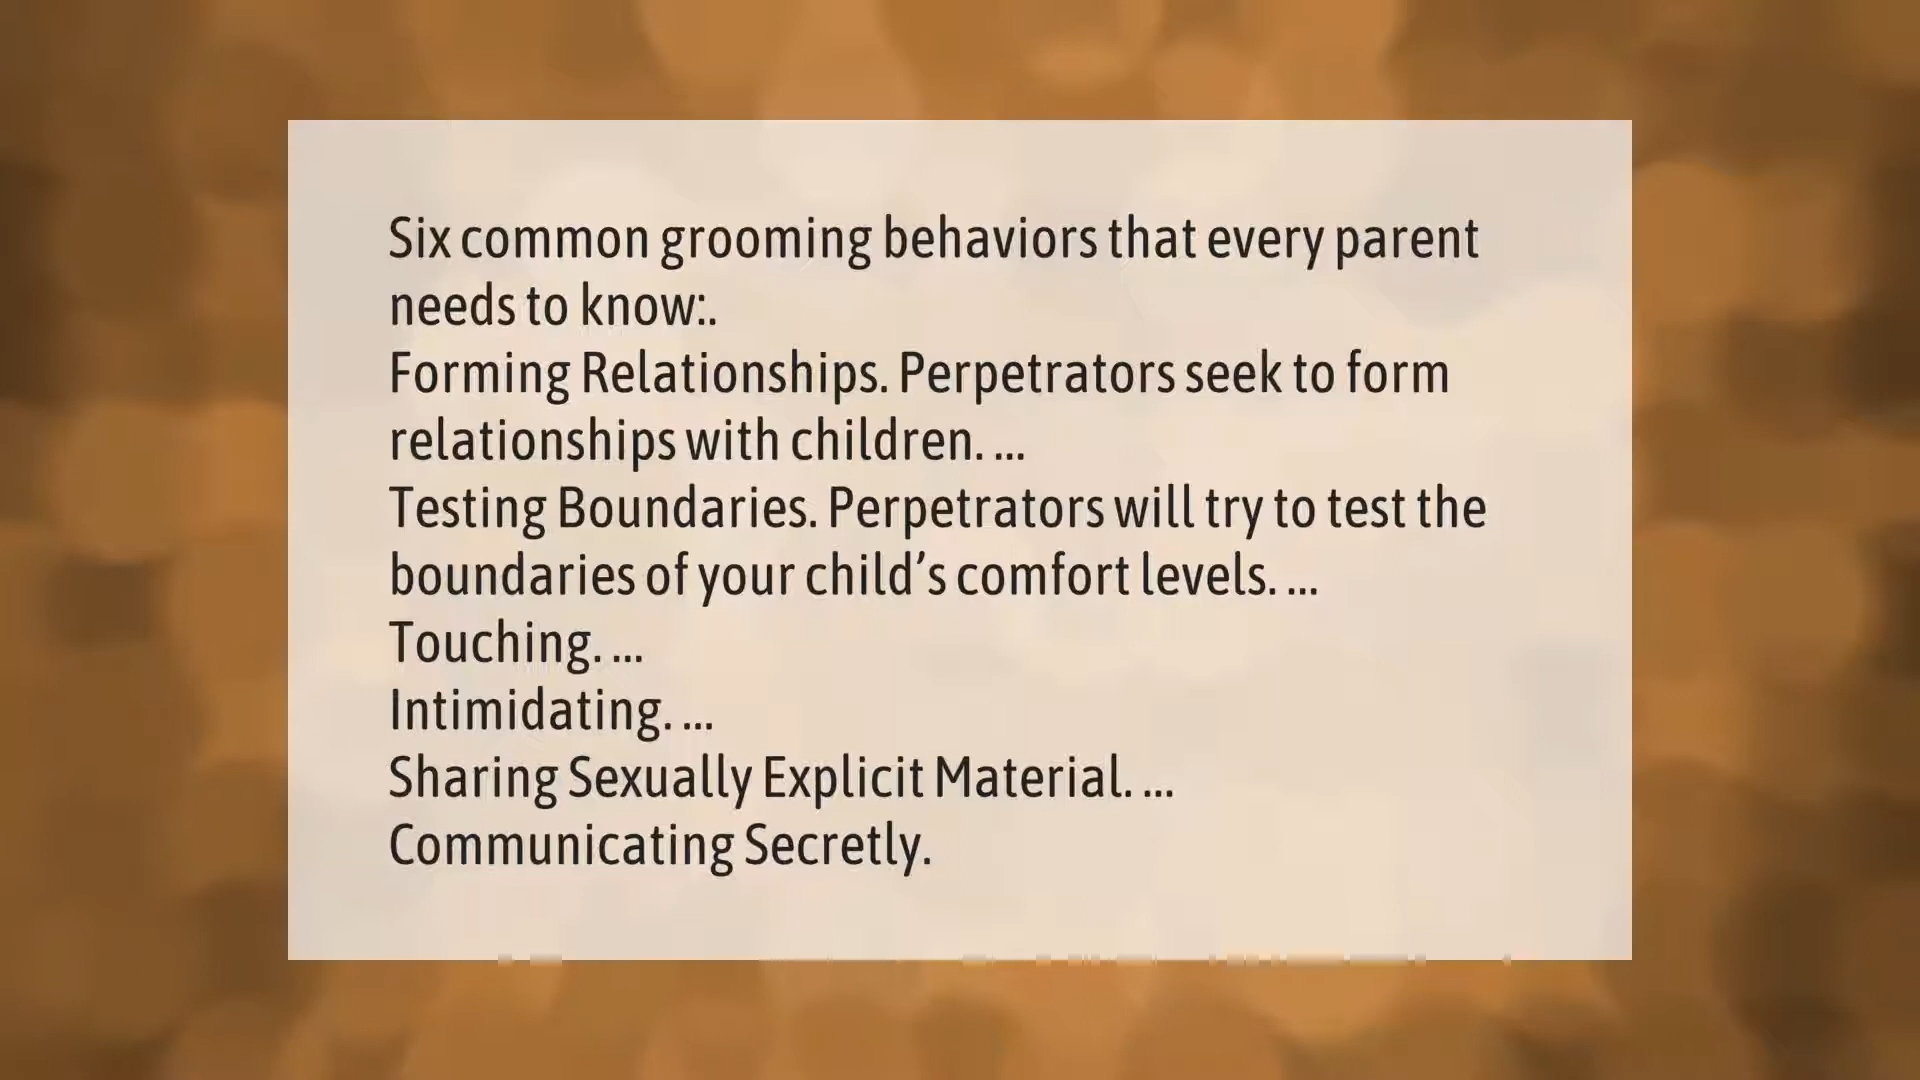 Six common grooming behaviors that every parent
needs to know:.
Forming Relationships. Perpetrators seek to form
relationships with children. ...
Testing Boundaries. Perpetrators will try to test the
boundaries of your child’s comfort levels. ...
Touching. ...
Intimidating. ...
Sharing Sexually Explicit Material. ...
Communicating Secretly.